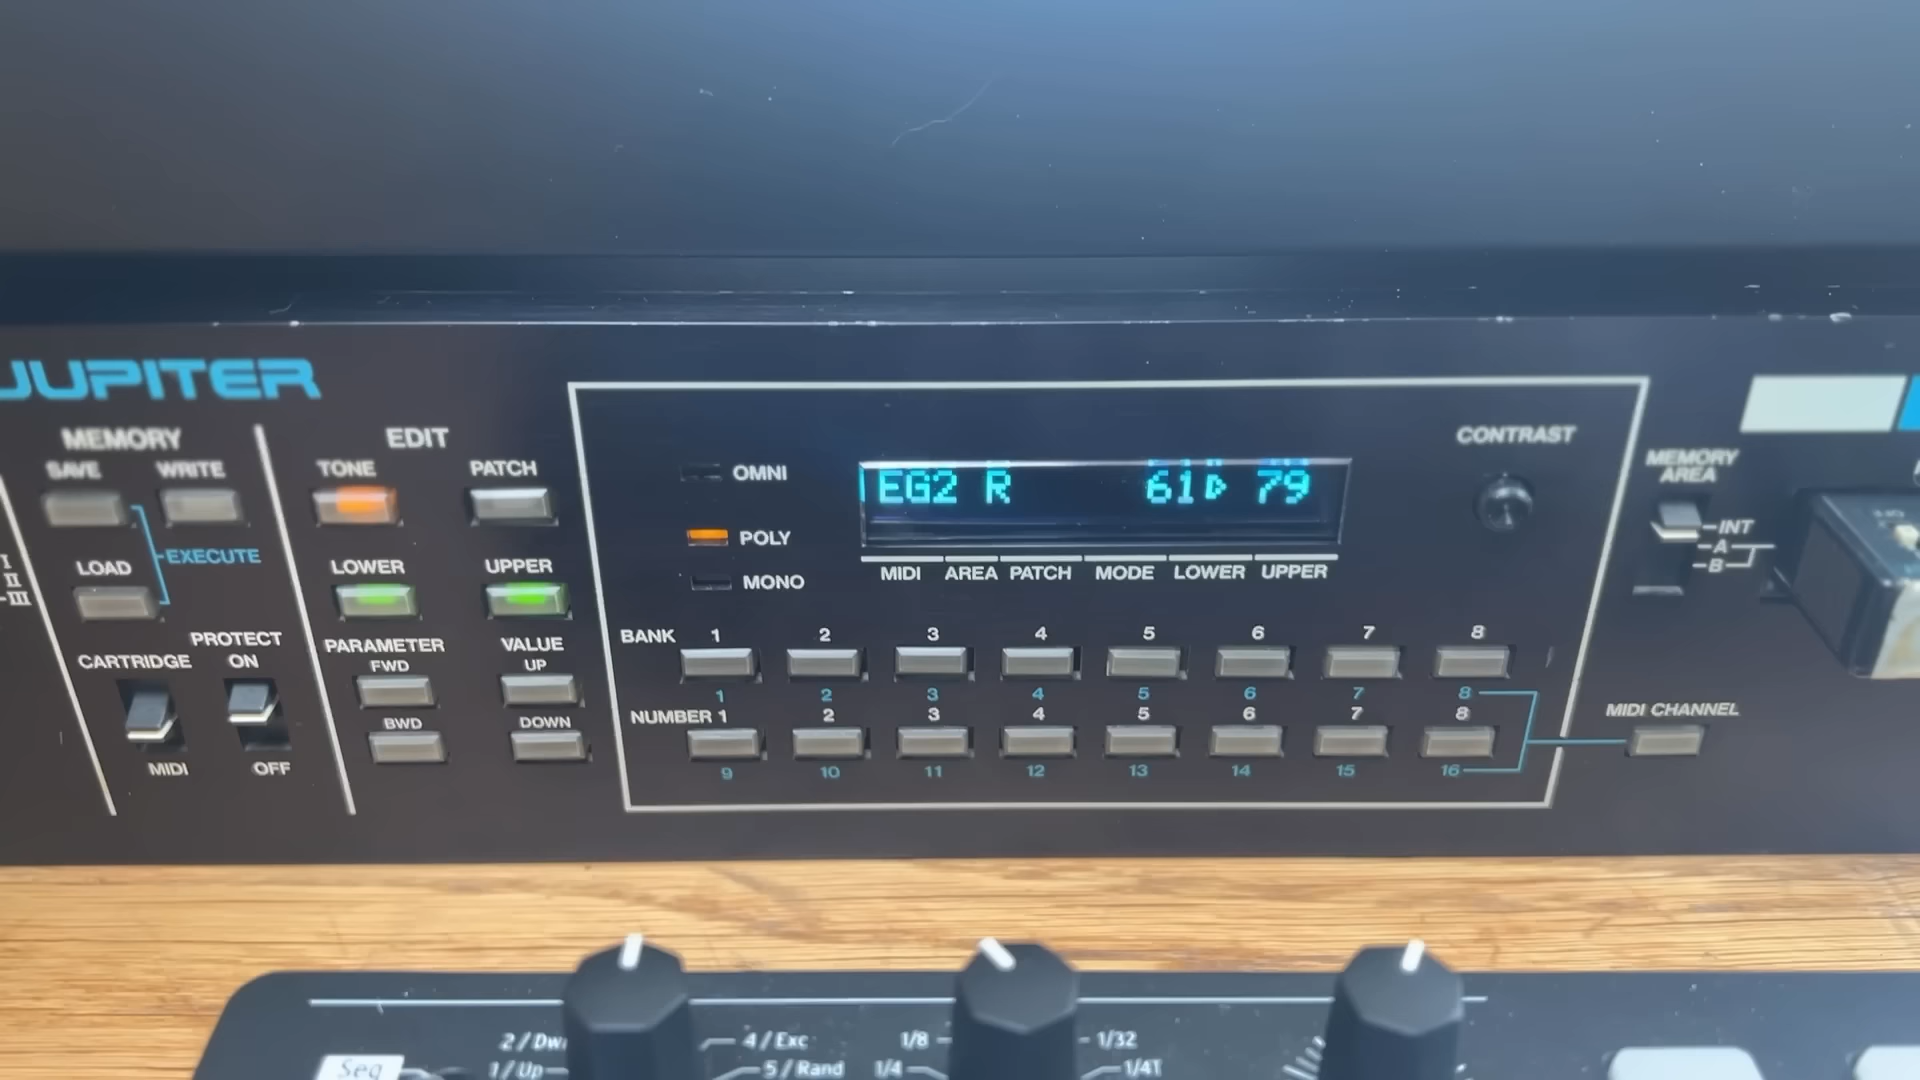 JUPITER
MEMORY
SAVE WRITE
EXECUTE
LOAD
I
II
III
PROTECT
CARTRIDGE ON
MIDI OFF
EDIT
TONE PATCH
LOWER UPPER
PARAMETER VALUE
FWD UP
BWD DOWN
OMNI
POLY
MONO
EG2 R 61 79
MIDI AREA PATCH MODE LOWER UPPER
CONTRAST
BANK 1 2 3 4 5 6 7 8
1 2 3 4 5 6 7 8
NUMBER 1 2 3 4 5 6 7 8
9 10 11 12 13 14 15 16
MEMORY
AREA
INT
A
B
MIDI CHANNEL
4 / Exc 1/8 1/32
Seq 1/Up 5 / Rand 1/4 1/4T